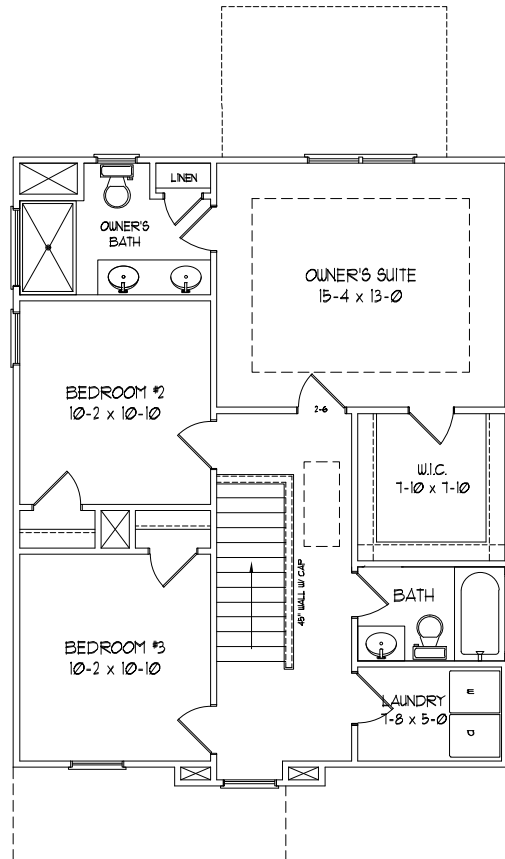 LINEN
OWNER'S
BATH
OWNER'S SUITE
15-4 x 13-0
BEDROOM #2
10-2 x 10-10
2-6
W.I.C.
7-10 x 7-10
45" WALL W/ CAP
BATH
BEDROOM #3
10-2 x 10-10
LAUNDRY
7-8 x 5-0
W
D